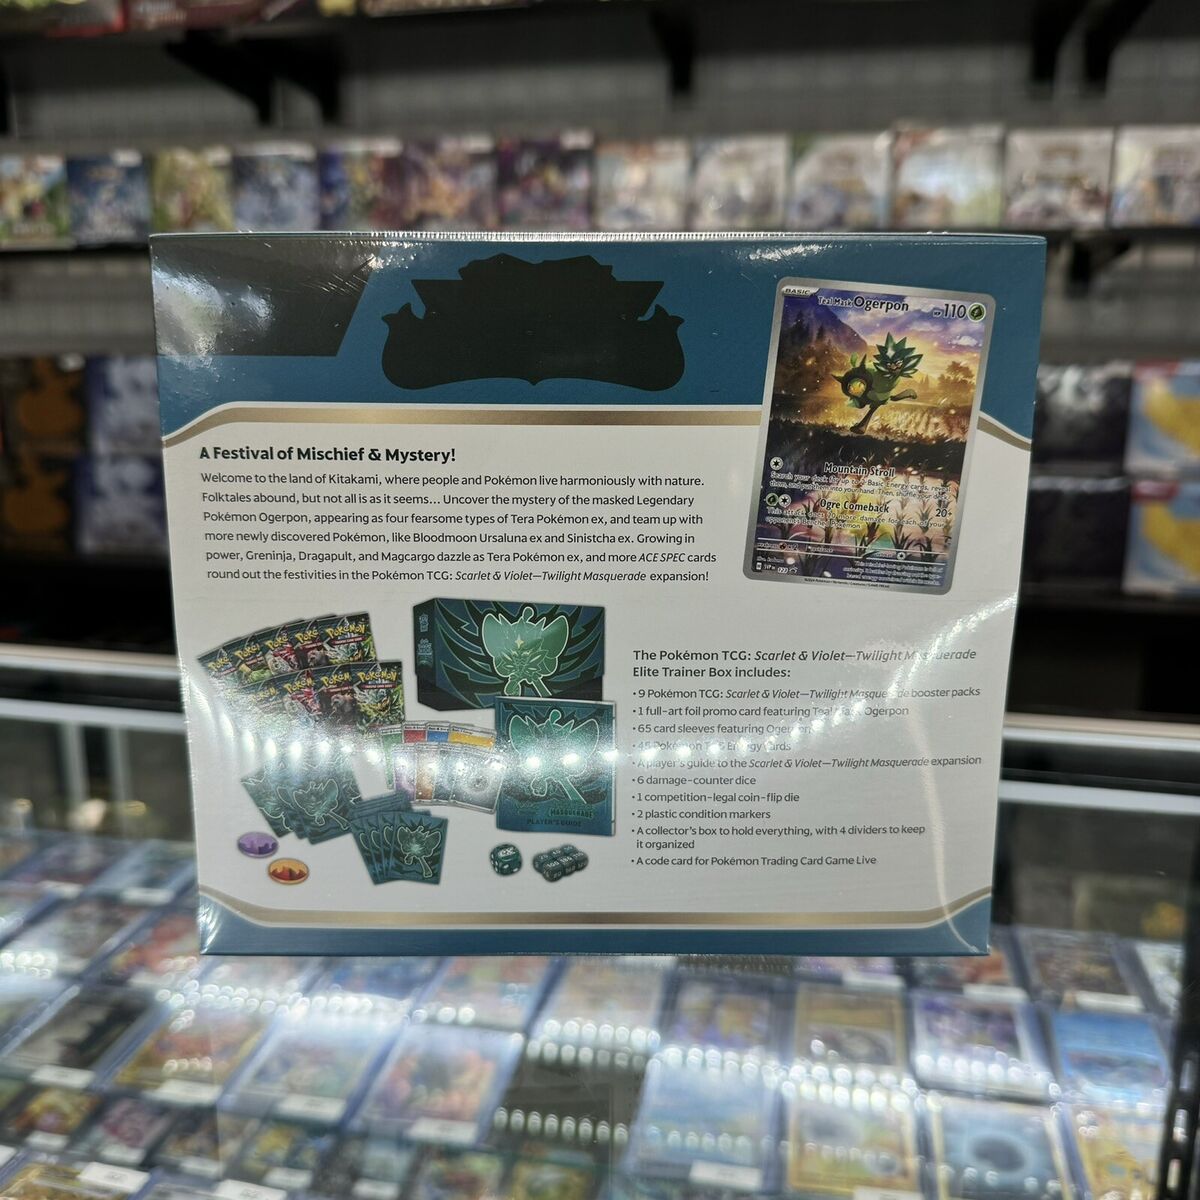 BASIC
Teal Mask Ogerpon
HP 110
Mountain Stroll
Ogre Comeback
20+
A Festival of Mischief & Mystery!
Welcome to the land of Kitakami, where people and Pokémon live harmoniously with nature.
Folktales abound, but not all is as it seems... Uncover the mystery of the masked Legendary
Pokémon Ogerpon, appearing as four fearsome types of Tera Pokémon ex, and team up with
more newly discovered Pokémon, like Bloodmoon Ursaluna ex and Sinistcha ex. Growing in
power, Greninja, Dragapult, and Magcargo dazzle as Tera Pokémon ex, and more ACE SPEC cards
round out the festivities in the Pokémon TCG: Scarlet & Violet—Twilight Masquerade expansion!
The Pokémon TCG: Scarlet & Violet—Twilight Masquerade
Elite Trainer Box includes:
• 9 Pokémon TCG: Scarlet & Violet—Twilight Masquerade booster packs
• 1 full-art foil promo card featuring Teal Mask Ogerpon
• 65 card sleeves featuring Ogerpon
• 45 Pokémon TCG Energy cards
• A player's guide to the Scarlet & Violet—Twilight Masquerade expansion
• 6 damage-counter dice
• 1 competition-legal coin-flip die
• 2 plastic condition markers
• A collector's box to hold everything, with 4 dividers to keep
it organized
• A code card for Pokémon Trading Card Game Live
MASQUERADE
PLAYER'S GUIDE